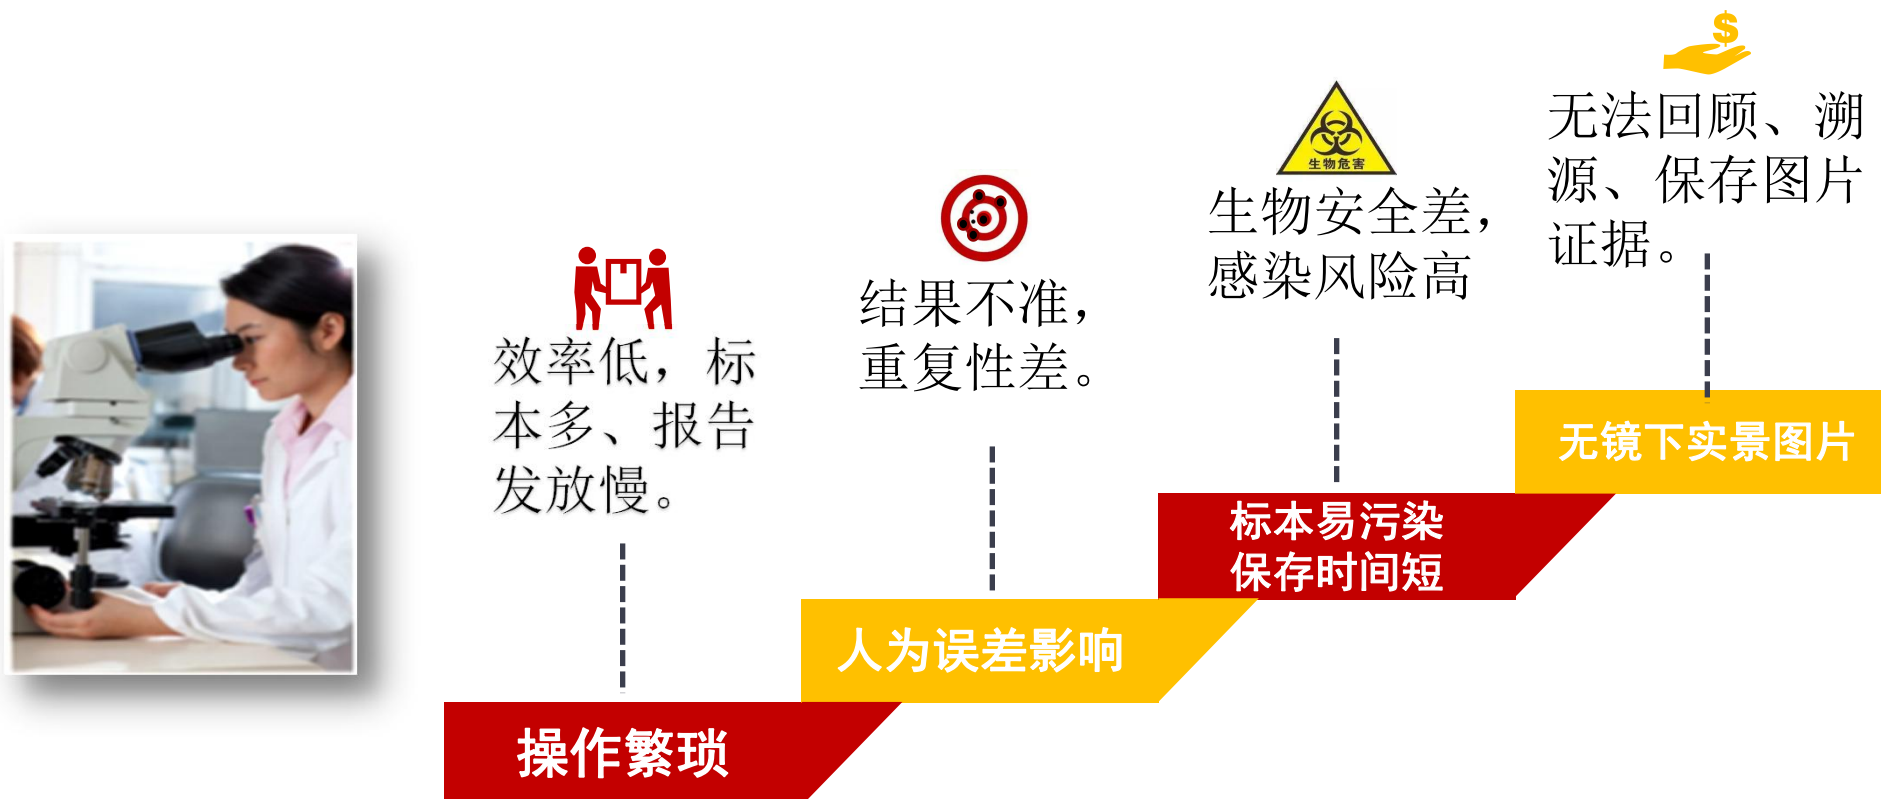 效率低，标
本多、报告
发放慢。
操作繁琐
结果不准，
重复性差。
人为误差影响
生物危害
生物安全差，
感染风险高
标本易污染
保存时间短
$
无法回顾、溯
源、保存图片
证据。
无镜下实景图片